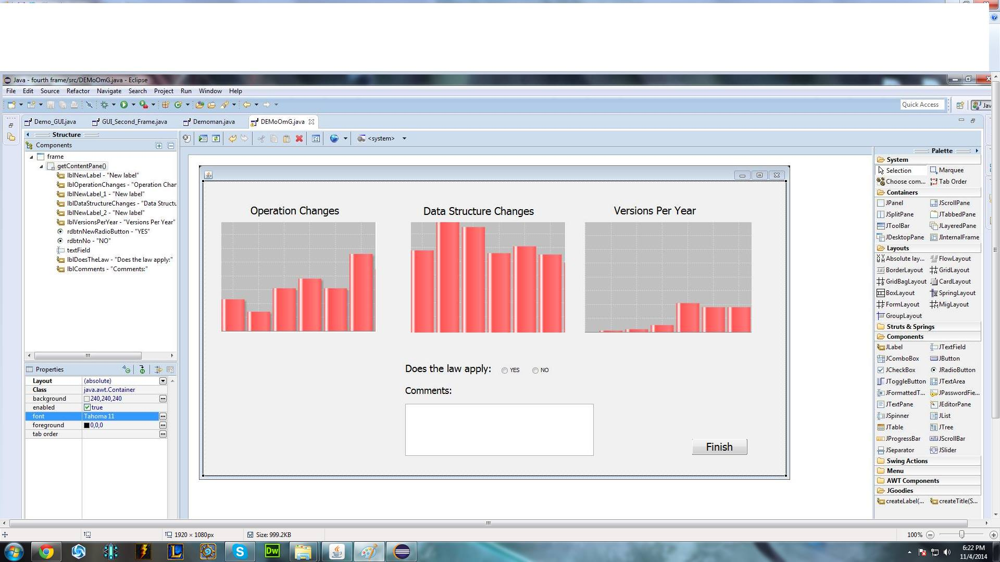 Java - fourth frame/src/DEMoOmG.java - Eclipse
File Edit Source Refactor Navigate Search Project Run Window Help
Quick Access
Jav
Demo_GUI.java GUI_Second_Frame.java Demoman.java DEMoOmG.java
Structure
Components
<system>
frame
getContentPane()
lblNewLabel - "New label"
lblOperationChanges - "Operation Chan
lblNewLabel_1 - "New label"
lblDataStructureChanges - "Data Structu
lblNewLabel_2 - "New label"
lblVersionsPerYear - "Versions Per Year"
rdbtnNewRadioButton - "YES"
rdbtnNo - "NO"
textField
lblDoesTheLaw - "Does the law apply:"
lblComments - "Comments:"
Properties
Layout (absolute)
Class java.awt.Container
background 240,240,240
enabled true
font Tahoma 11
foreground 0,0,0
tab order
Operation Changes
Data Structure Changes
Versions Per Year
Does the law apply: YES NO
Comments:
Finish
Palette
System
Selection Marquee
Choose com... Tab Order
Containers
JPanel JScrollPane
JSplitPane JTabbedPane
JToolBar JLayeredPane
JDesktopPane JInternalFrame
Layouts
Absolute lay... FlowLayout
BorderLayout GridLayout
GridBagLayout CardLayout
BoxLayout SpringLayout
FormLayout MigLayout
GroupLayout
Struts & Springs
Components
JLabel JTextField
JComboBox JButton
JCheckBox JRadioButton
JToggleButton JTextArea
JFormattedT... JPasswordFie...
JTextPane JEditorPane
JSpinner JList
JTable JTree
JProgressBar JScrollBar
JSeparator JSlider
Swing Actions
Menu
AWT Components
JGoodies
createLabel(... createTitle(S...
1920 × 1080px Size: 999.2KB
100%
S Dw
6:22 PM
11/4/2014